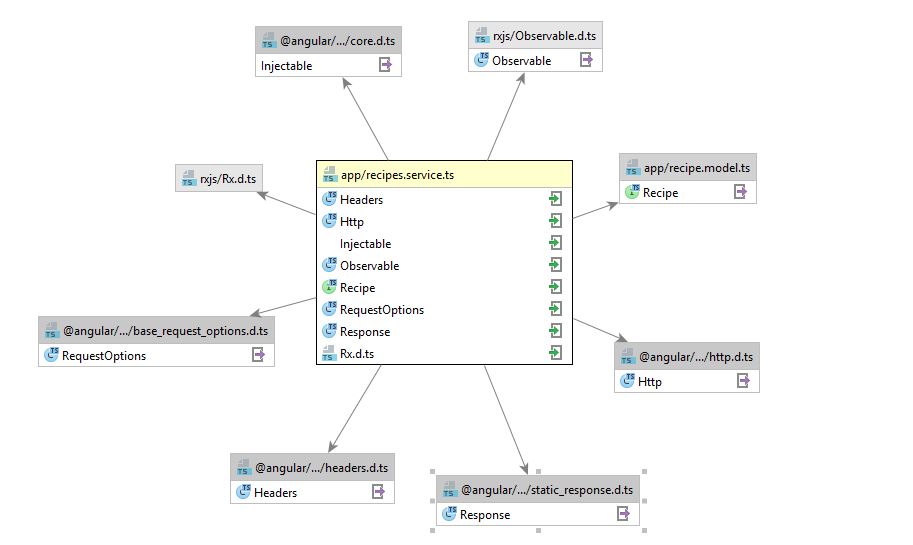 @angular/.../core.d.ts
Injectable
rxjs/Observable.d.ts
Observable
rxjs/Rx.d.ts
app/recipes.service.ts
Headers
Http
Injectable
Observable
Recipe
RequestOptions
Response
Rx.d.ts
app/recipe.model.ts
Recipe
@angular/.../base_request_options.d.ts
RequestOptions
@angular/.../http.d.ts
Http
@angular/.../headers.d.ts
Headers
@angular/.../static_response.d.ts
Response